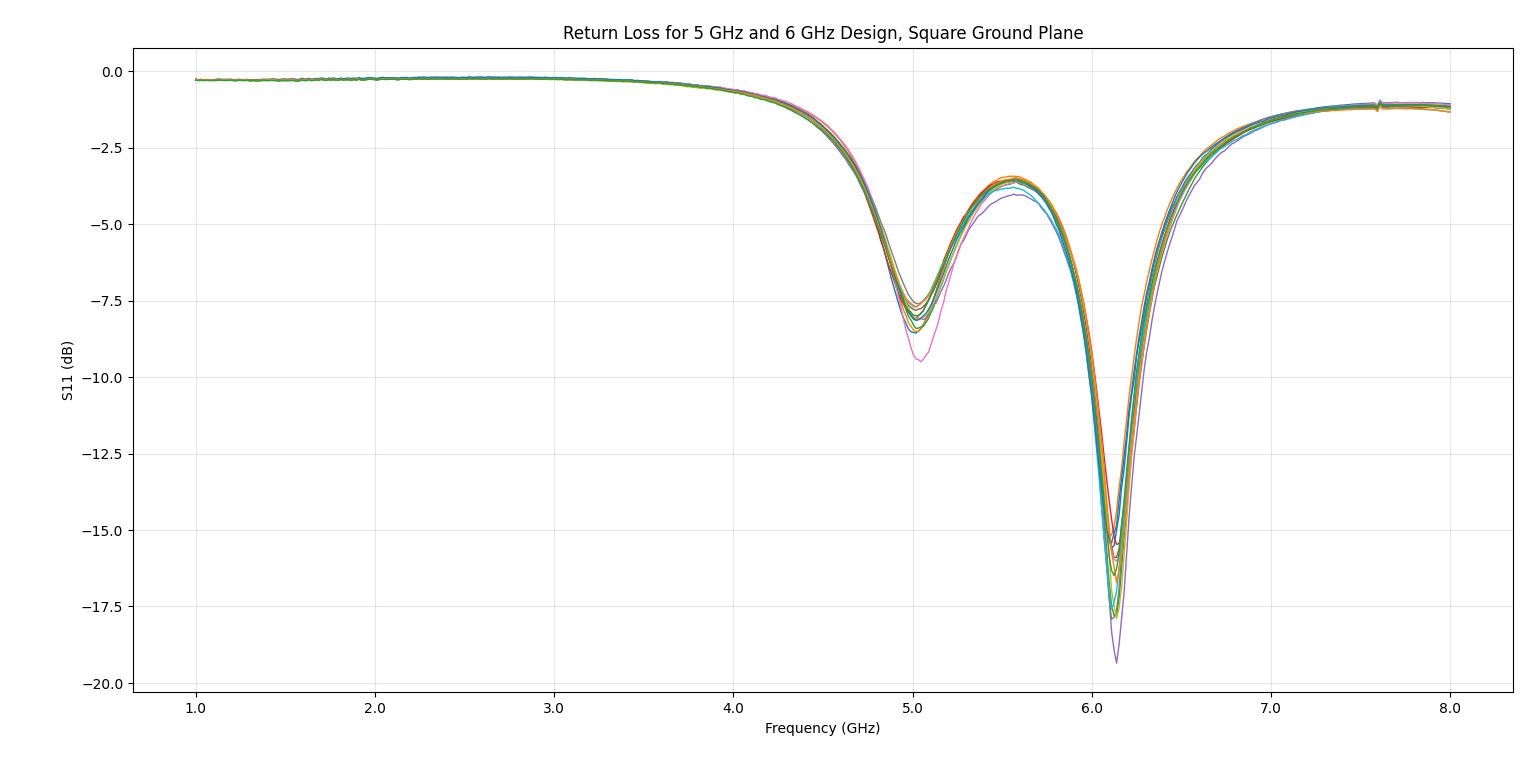 Return Loss for 5 GHz and 6 GHz Design, Square Ground Plane
0.0
−2.5
−5.0
−7.5
−10.0
−12.5
−15.0
−17.5
−20.0
S11 (dB)
1.0 2.0 3.0 4.0 5.0 6.0 7.0 8.0
Frequency (GHz)